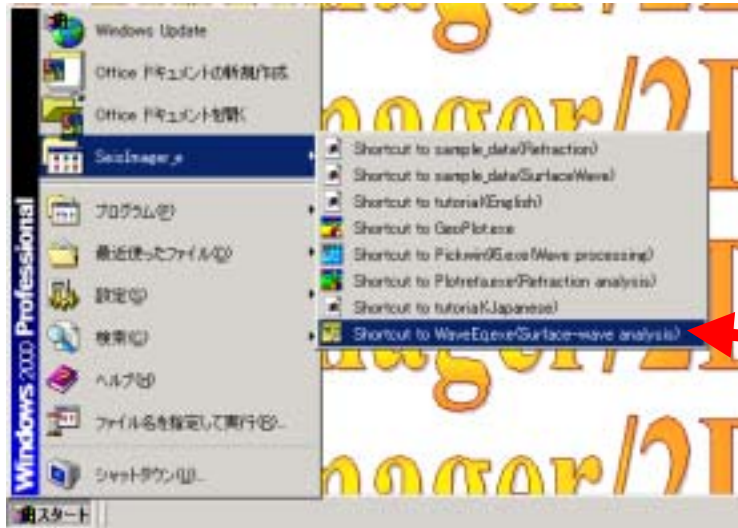 Windows Update
Office ドキュメントの新規作成
Office ドキュメントを開く
SeisImager_e
プログラム(P)
最近使ったファイル(D)
設定(S)
検索(C)
ヘルプ(H)
ファイル名を指定して実行(R)...
シャットダウン(U)...
Windows 2000 Professional
スタート
Shortcut to sample_data(Refraction)
Shortcut to sample_data(SurfaceWave)
Shortcut to tutorial(English)
Shortcut to GeoPlot.exe
Shortcut to Pickwin95.exe(Wave processing)
Shortcut to Plotrefa.exe(Refraction analysis)
Shortcut to tutorial(Japanese)
Shortcut to WaveEq.exe(Surface-wave analysis)
nager/2D
nager/2D